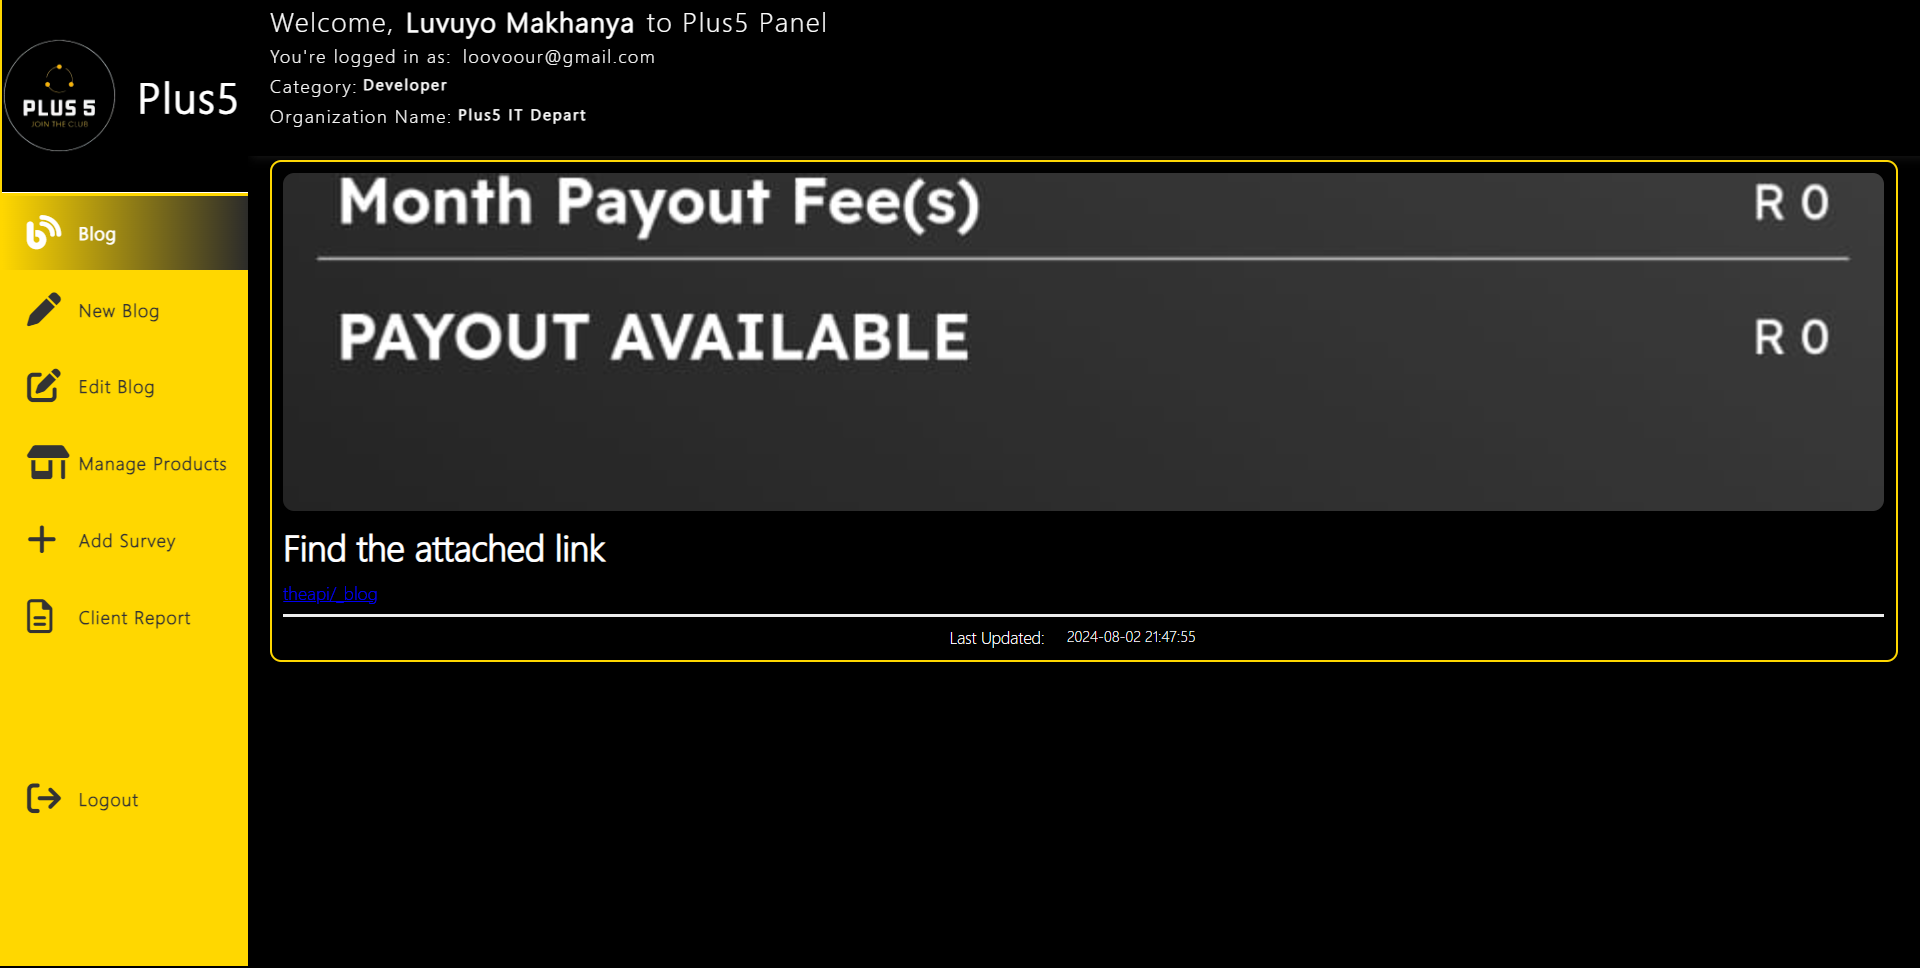 PLUS 5
JOIN THE CLUB
Plus5
Welcome, Luvuyo Makhanya to Plus5 Panel
You're logged in as: loovoour@gmail.com
Category: Developer
Organization Name: Plus5 IT Depart
Blog
New Blog
Edit Blog
Manage Products
Add Survey
Client Report
Logout
Month Payout Fee(s) R 0
PAYOUT AVAILABLE R 0
Find the attached link
theapi/_blog
Last Updated: 2024-08-02 21:47:55